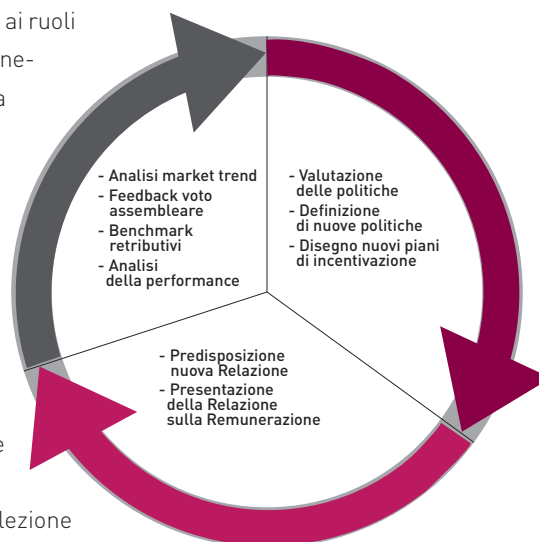 ai ruoli
ne-
a
- Analisi market trend
- Feedback voto
assembleare
- Benchmark
retributivi
- Analisi
della performance
- Valutazione
delle politiche
- Definizione
di nuove politiche
- Disegno nuovi piani
di incentivazione
- Predisposizione
nuova Relazione
- Presentazione
della Relazione
sulla Remunerazione
e
lezione